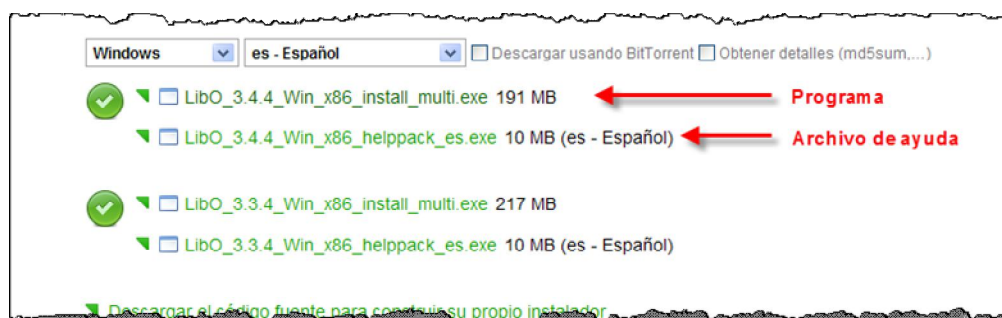 Windows es - Español Descargar usando BitTorrent Obtener detalles (md5sum,...)
LibO_3.4.4_Win_x86_install_multi.exe 191 MB Programa
LibO_3.4.4_Win_x86_helppack_es.exe 10 MB (es - Español) Archivo de ayuda
LibO_3.3.4_Win_x86_install_multi.exe 217 MB
LibO_3.3.4_Win_x86_helppack_es.exe 10 MB (es - Español)
Descargar el código fuente para construir su propio instalador